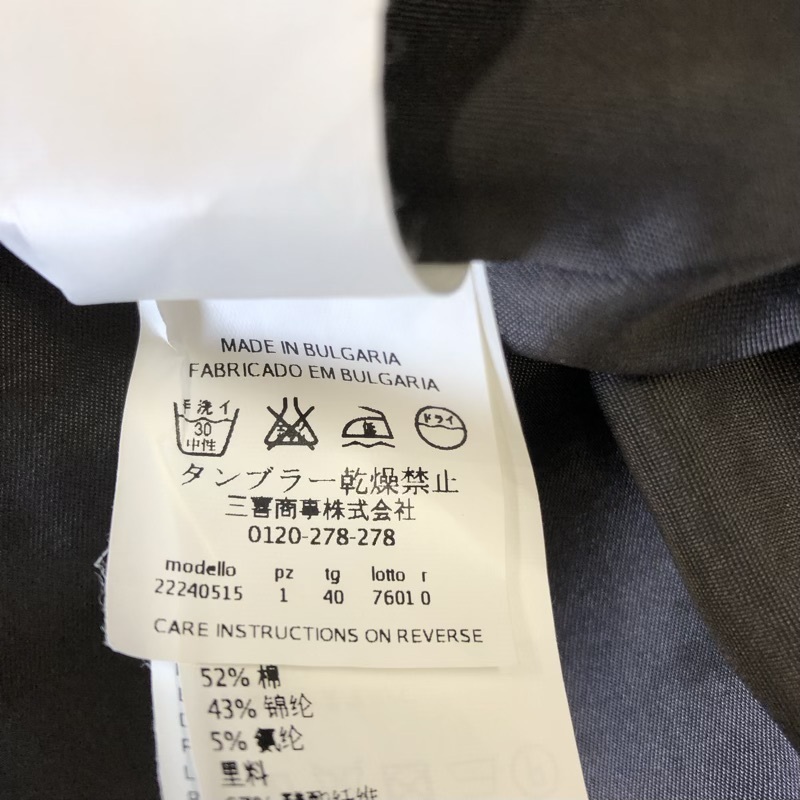 MADE IN BULGARIA
FABRICADO EM BULGARIA
手洗イ 30 中性 低 ドライ
タンブラー乾燥禁止
三喜商事株式会社
0120-278-278
modello pz tg lotto r
22240515 1 40 7601 0
CARE INSTRUCTIONS ON REVERSE
52% 棉
43% 锦纶
5% 氨纶
里料